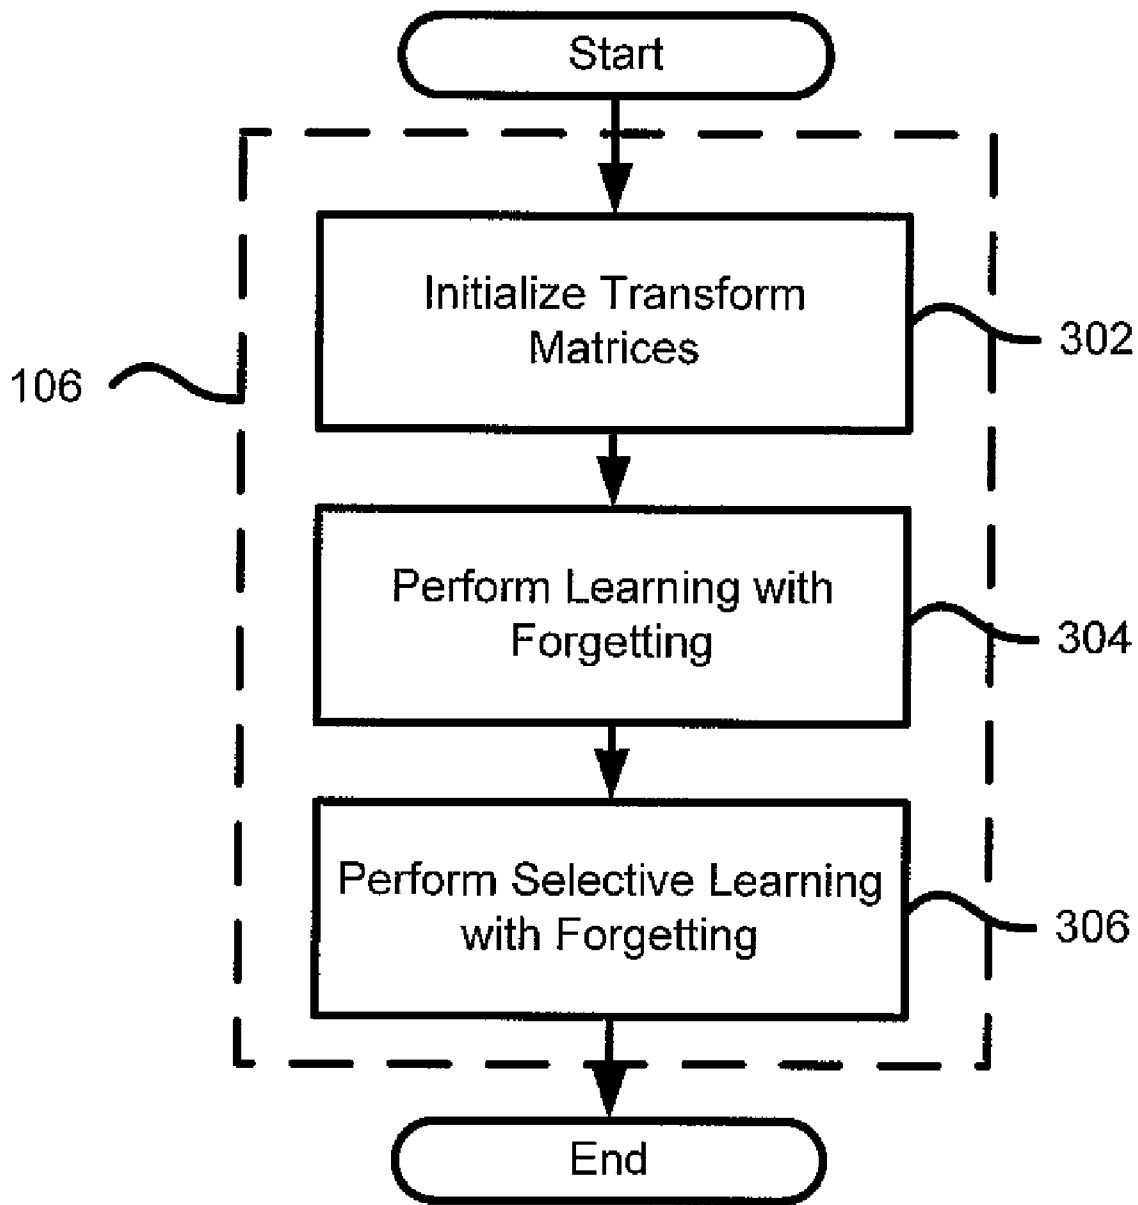 Start
Initialize Transform
Matrices
302
106
Perform Learning with
Forgetting
304
Perform Selective Learning
with Forgetting
306
End